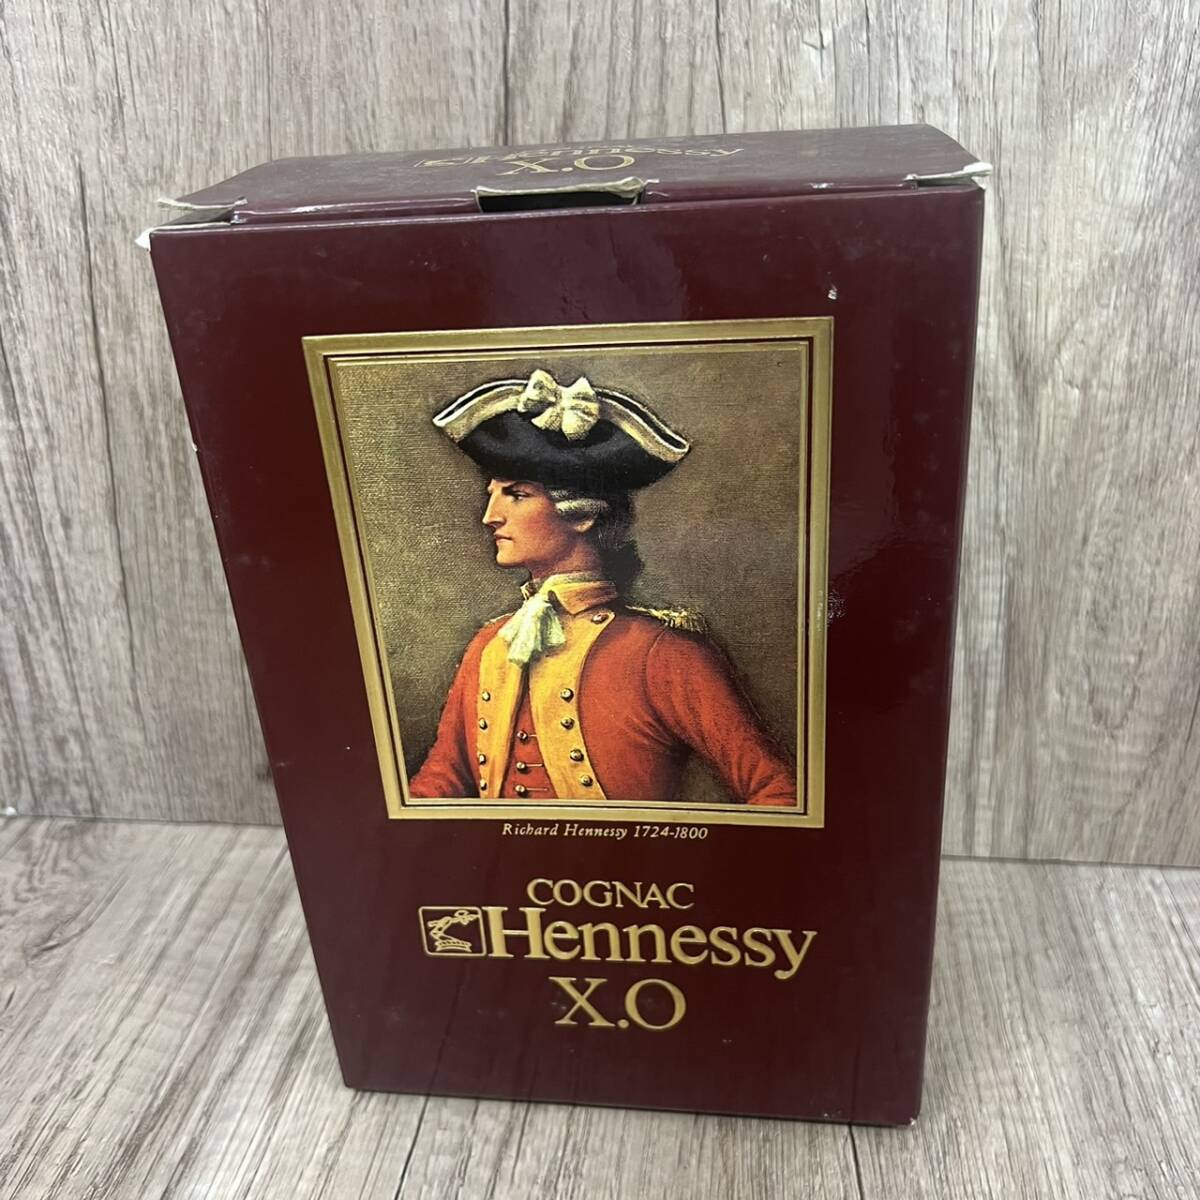 Hennessy
X.O
Richard Hennessy 1724-1800
COGNAC
Hennessy
X.O